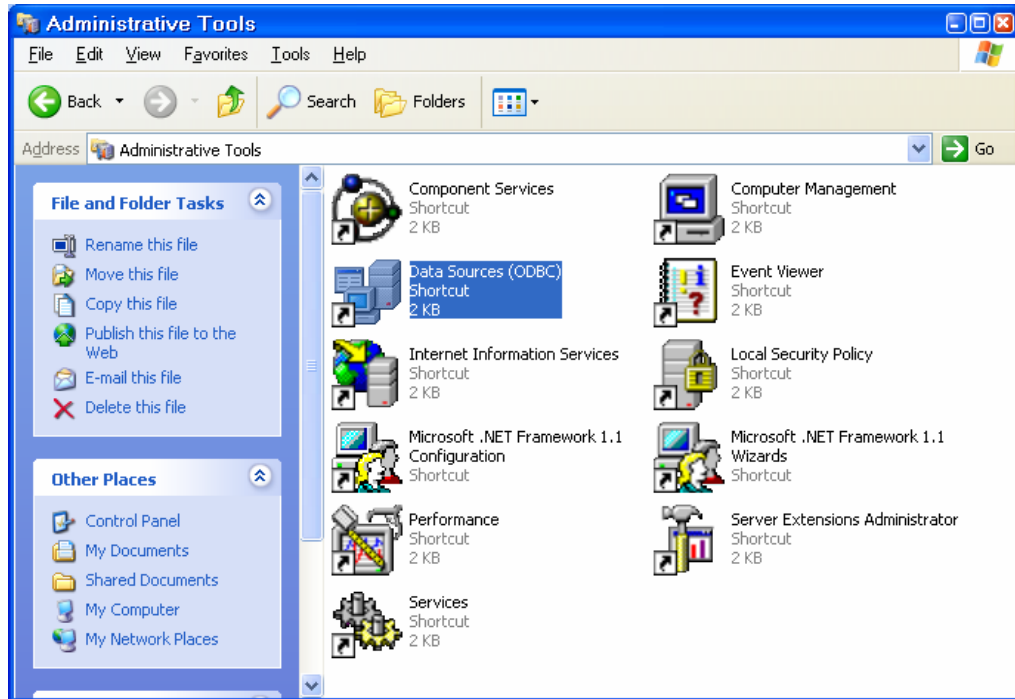 Administrative Tools
File Edit View Favorites Tools Help
Back Search Folders
Address Administrative Tools Go
File and Folder Tasks
Rename this file
Move this file
Copy this file
Publish this file to the
Web
E-mail this file
Delete this file
Other Places
Control Panel
My Documents
Shared Documents
My Computer
My Network Places
Component Services
Shortcut
2 KB
Computer Management
Shortcut
2 KB
Data Sources (ODBC)
Shortcut
2 KB
Event Viewer
Shortcut
2 KB
Internet Information Services
Shortcut
2 KB
Local Security Policy
Shortcut
2 KB
Microsoft .NET Framework 1.1
Configuration
Shortcut
Microsoft .NET Framework 1.1
Wizards
Shortcut
Performance
Shortcut
2 KB
Server Extensions Administrator
Shortcut
2 KB
Services
Shortcut
2 KB